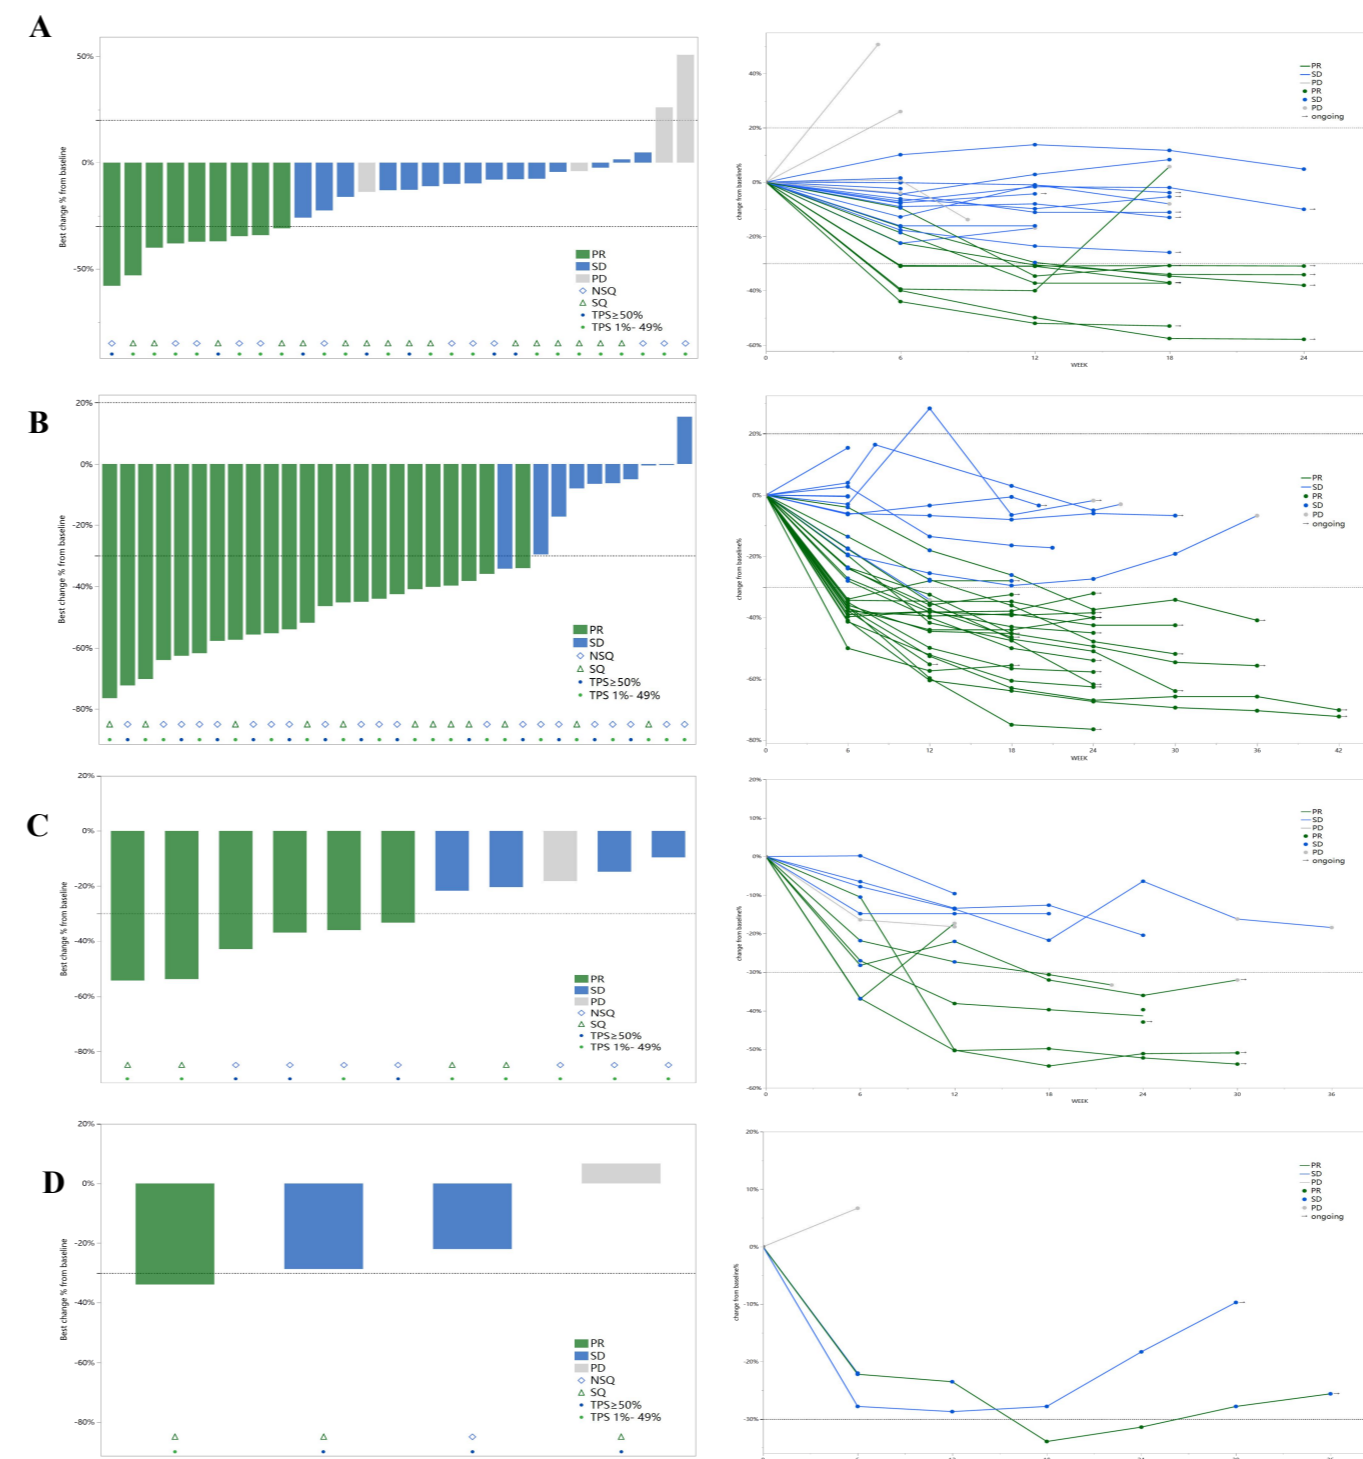 A
50%
0%
-50%
Best change % from baseline
PR
SD
PD
NSQ
SQ
TPS≥50%
TPS 1%- 49%
40%
20%
0%
-20%
-40%
-60%
change from baseline%
0 6 12 18 24
WEEK
PR
SD
PD
PR
SD
PD
→ ongoing
B
20%
0%
-20%
-40%
-60%
-80%
Best change % from baseline
PR
SD
NSQ
SQ
TPS≥50%
TPS 1%- 49%
20%
0%
-20%
-40%
-60%
-80%
change from baseline%
0 6 12 18 24 30 36 42
WEEK
PR
SD
PR
SD
PD
→ ongoing
C
20%
0%
-20%
-40%
-60%
-80%
Best change % from baseline
PR
SD
PD
NSQ
SQ
TPS≥50%
TPS 1%- 49%
20%
10%
0%
-10%
-20%
-30%
-40%
-50%
-60%
change from baseline%
0 6 12 18 24 30 36
WEEK
PR
SD
PD
PR
SD
PD
→ ongoing
D
20%
0%
-20%
-40%
-60%
-80%
Best change % from baseline
PR
SD
PD
NSQ
SQ
TPS≥50%
TPS 1%- 49%
20%
10%
0%
-10%
-20%
-30%
change from baseline%
PR
SD
PD
PR
SD
PD
→ ongoing